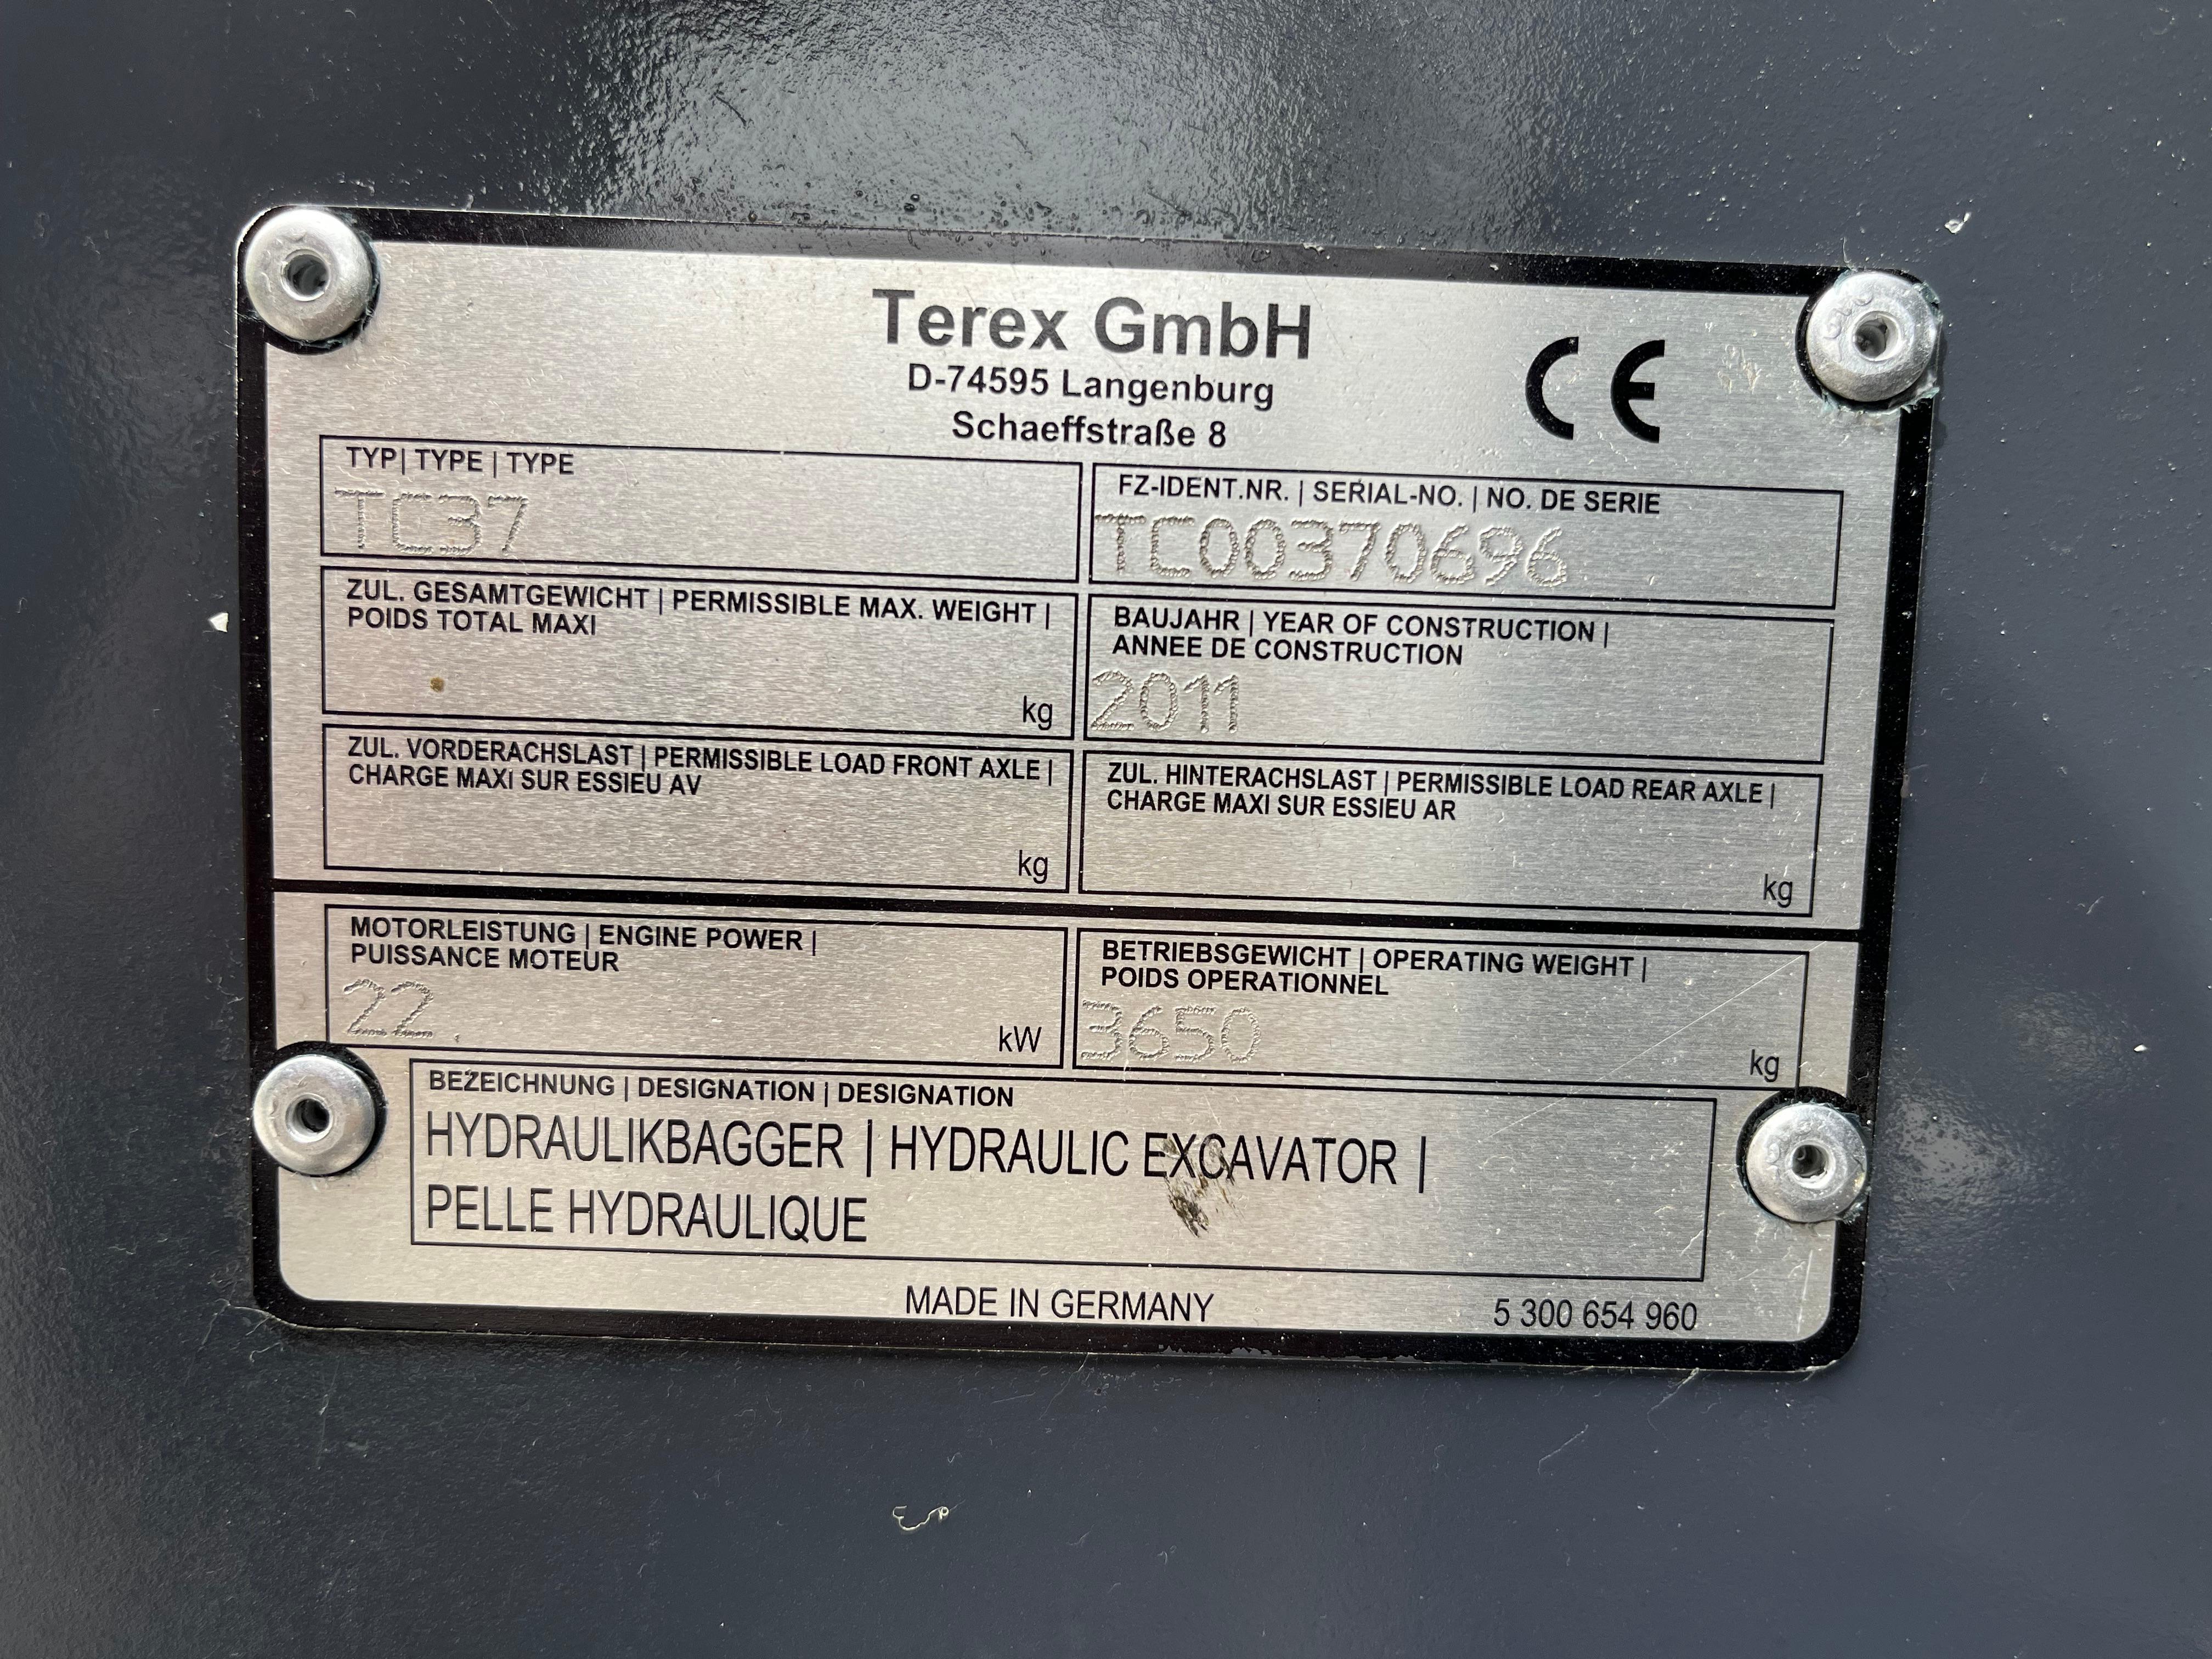 Terex GmbH
D-74595 Langenburg
Schaeffstraße 8
CE
TYP| TYPE | TYPE
TC37
FZ-IDENT.NR. | SERIAL-NO. | NO. DE SERIE
TC00370696
ZUL. GESAMTGEWICHT | PERMISSIBLE MAX. WEIGHT |
POIDS TOTAL MAXI
kg
BAUJAHR | YEAR OF CONSTRUCTION |
ANNEE DE CONSTRUCTION
2011
ZUL. VORDERACHSLAST | PERMISSIBLE LOAD FRONT AXLE |
CHARGE MAXI SUR ESSIEU AV
kg
ZUL. HINTERACHSLAST | PERMISSIBLE LOAD REAR AXLE |
CHARGE MAXI SUR ESSIEU AR
kg
MOTORLEISTUNG | ENGINE POWER |
PUISSANCE MOTEUR
22 kW
BETRIEBSGEWICHT | OPERATING WEIGHT |
POIDS OPERATIONNEL
3650 kg
BEZEICHNUNG | DESIGNATION | DESIGNATION
HYDRAULIKBAGGER | HYDRAULIC EXCAVATOR |
PELLE HYDRAULIQUE
MADE IN GERMANY
5 300 654 960